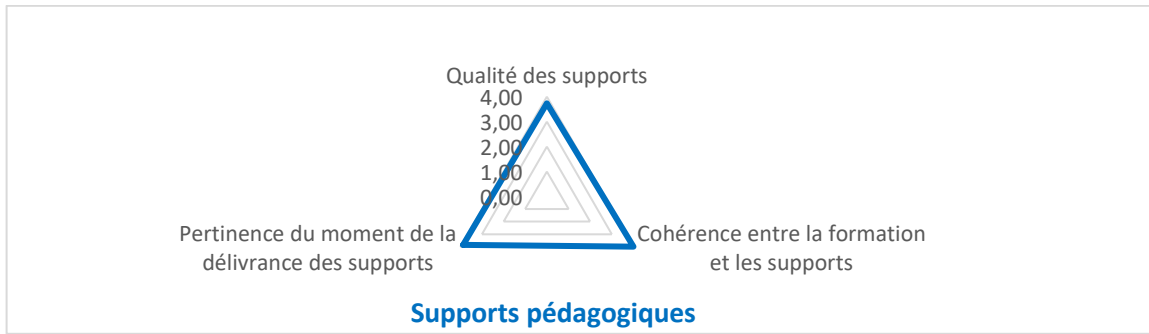 Qualité des supports
4,00
3,00
2,00
1,00
0,00
Pertinence du moment de la
délivrance des supports
Cohérence entre la formation
et les supports
Supports pédagogiques